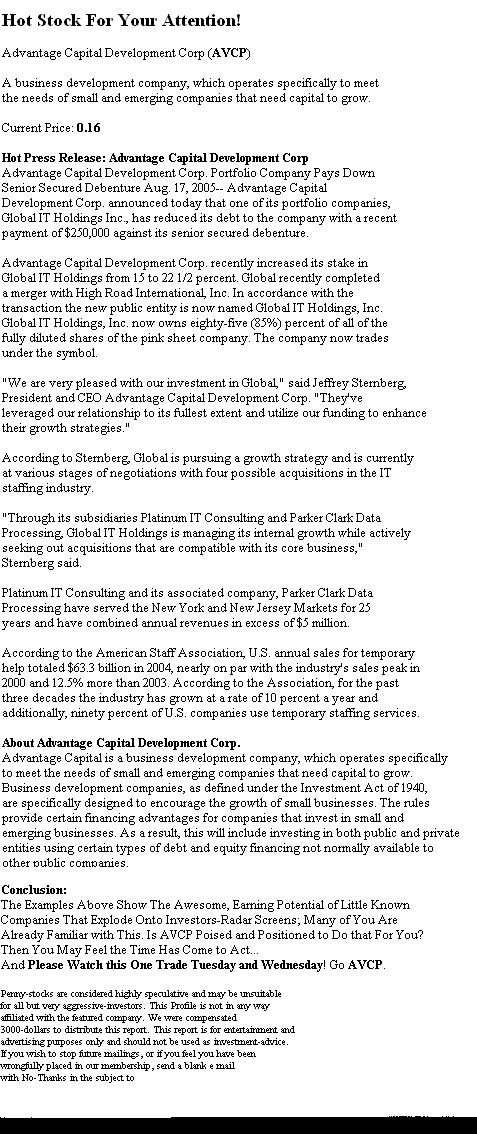 Hot Stock For Your Attention!
Advantage Capital Development Corp (AVCP)
A business development company, which operates specifically to meet
the needs of small and emerging companies that need capital to grow.
Current Price: 0.16
Hot Press Release: Advantage Capital Development Corp
Advantage Capital Development Corp. Portfolio Company Pays Down
Senior Secured Debenture Aug. 17, 2005-- Advantage Capital
Development Corp. announced today that one of its portfolio companies,
Global IT Holdings Inc., has reduced its debt to the company with a recent
payment of $250,000 against its senior secured debenture.
Advantage Capital Development Corp. recently increased its stake in
Global IT Holdings from 15 to 22 1/2 percent. Global recently completed
a merger with High Road International, Inc. In accordance with the
transaction the new public entity is now named Global IT Holdings, Inc.
Global IT Holdings, Inc. now owns eighty-five (85%) percent of all of the
fully diluted shares of the pink sheet company. The company now trades
under the symbol.
"We are very pleased with our investment in Global," said Jeffrey Sternberg,
President and CEO Advantage Capital Development Corp. "They've
leveraged our relationship to its fullest extent and utilize our funding to enhance
their growth strategies."
According to Sternberg, Global is pursuing a growth strategy and is currently
at various stages of negotiations with four possible acquisitions in the IT
staffing industry.
"Through its subsidiaries Platinum IT Consulting and Parker Clark Data
Processing, Global IT Holdings is managing its internal growth while actively
seeking out acquisitions that are compatible with its core business,"
Sternberg said.
Platinum IT Consulting and its associated company, Parker Clark Data
Processing have served the New York and New Jersey Markets for 25
years and have combined annual revenues in excess of $5 million.
According to the American Staff Association, U.S. annual sales for temporary
help totaled $63.3 billion in 2004, nearly on par with the industry's sales peak in
2000 and 12.5% more than 2003. According to the Association, for the past
three decades the industry has grown at a rate of 10 percent a year and
additionally, ninety percent of U.S. companies use temporary staffing services.
About Advantage Capital Development Corp.
Advantage Capital is a business development company, which operates specifically
to meet the needs of small and emerging companies that need capital to grow.
Business development companies, as defined under the Investment Act of 1940,
are specifically designed to encourage the growth of small businesses. The rules
provide certain financing advantages for companies that invest in small and
emerging businesses. As a result, this will include investing in both public and private
entities using certain types of debt and equity financing not normally available to
other public companies.
Conclusion:
The Examples Above Show The Awesome, Earning Potential of Little Known
Companies That Explode Onto Investors-Radar Screens; Many of You Are
Already Familiar with This. Is AVCP Poised and Positioned to Do that For You?
Then You May Feel the Time Has Come to Act...
And Please Watch this One Trade Tuesday and Wednesday! Go AVCP.
Penny-stocks are considered highly speculative and may be unsuitable
for all but very aggressive-investors. This Profile is not in any way
affiliated with the featured company. We were compensated
3000-dollars to distribute this report. This report is for entertainment and
advertising purposes only and should not be used as investment-advice.
If you wish to stop future mailings, or if you feel you have been
wrongfully placed in our membership, send a blank e mail
with No-Thanks in the subject to